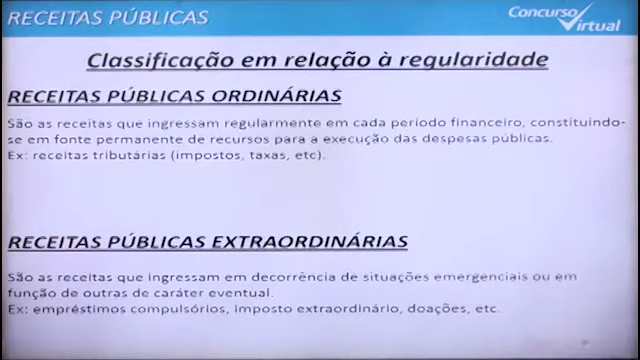 RECEITAS PÚBLICAS
Concurso Virtual
Classificação em relação à regularidade
RECEITAS PÚBLICAS ORDINÁRIAS
São as receitas que ingressam regularmente em cada período financeiro, constituindo-
se em fonte permanente de recursos para a execução das despesas públicas.
Ex: receitas tributárias (impostos, taxas, etc).
RECEITAS PÚBLICAS EXTRAORDINÁRIAS
São as receitas que ingressam em decorrência de situações emergenciais ou em
função de outras de caráter eventual.
Ex: empréstimos compulsórios, imposto extraordinário, doações, etc.